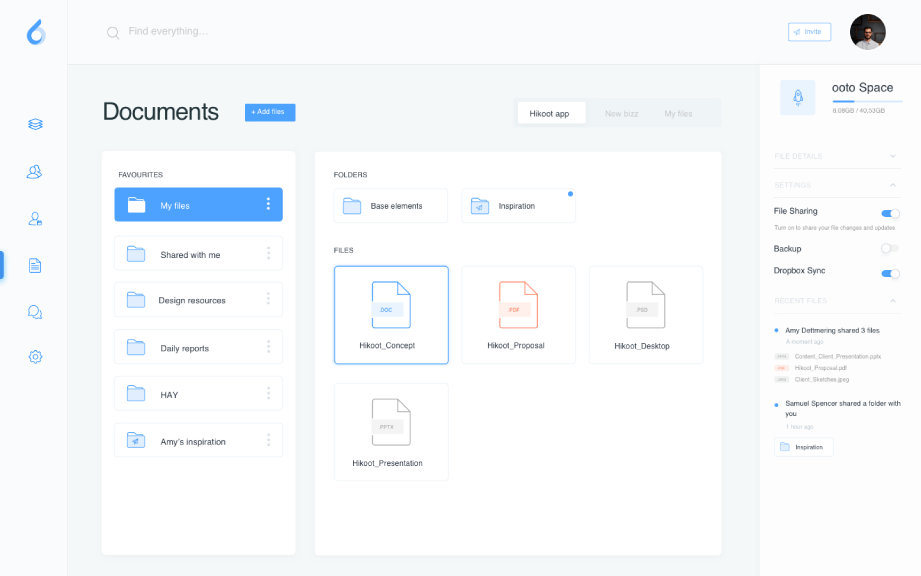 Find everything...
Invite
Documents
+ Add files
Hikoot app
New bizz
My files
FAVOURITES
My files
Shared with me
Design resources
Daily reports
HAY
Amy's inspiration
FOLDERS
Base elements
Inspiration
FILES
.DOC
Hikoot_Concept
.PDF
Hikoot_Proposal
.PSD
Hikoot_Desktop
.PPTX
Hikoot_Presentation
ooto Space
6,09GB / 40,53GB
FILE DETAILS
SETTINGS
File Sharing
Turn on to share your file changes and updates
Backup
Dropbox Sync
RECENT FILES
Amy Dettmering shared 3 files
A moment ago
Content_Client_Presentation.pptx
Hikoot_Proposal.pdf
Client_Sketches.jpeg
Samuel Spencer shared a folder with
you
1 hour ago
Inspiration